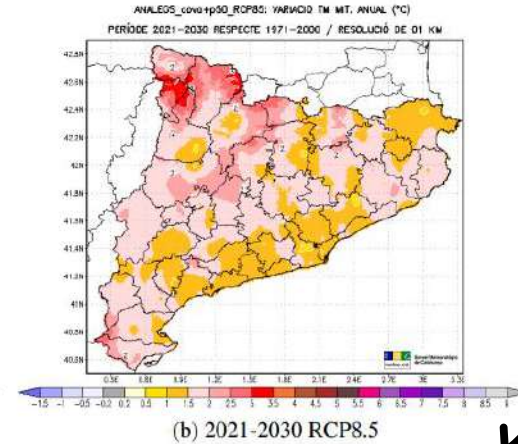 ANALEGS_cova+p50_RCP85: VARIACIÓ TM MIT. ANUAL (°C)
PERÍODE 2021-2030 RESPECTE 1971-2000 / RESOLUCIÓ DE 01 KM
42.8N
42.6N
42.4N
42.2N
42N
41.8N
41.6N
41.4N
41.2N
41N
40.8N
40.6N
0.3E 0.6E 0.9E 1.2E 1.5E 1.8E 2.1E 2.4E 2.7E 3E 3.3E
Servei Meteorològic
de Catalunya
-1.5 -1 -0.5 -0.2 0.2 0.5 1 1.5 2 2.5 3 3.5 4 4.5 5 5.5 6 6.5 7 7.5 8 8.5 9
(b) 2021-2030 RCP8.5